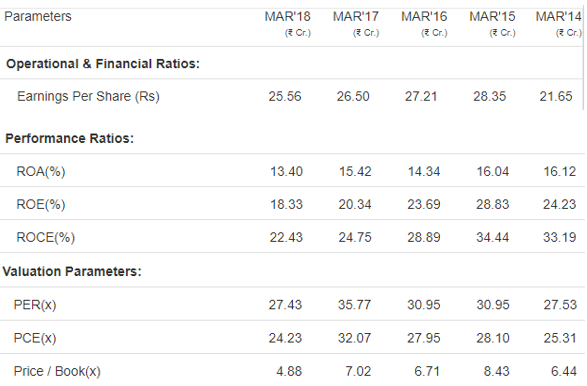 Parameters MAR'18 MAR'17 MAR'16 MAR'15 MAR'14
(₹ Cr.) (₹ Cr.) (₹ Cr.) (₹ Cr.) (₹ Cr.)
Operational & Financial Ratios:
Earnings Per Share (Rs) 25.56 26.50 27.21 28.35 21.65
Performance Ratios:
ROA(%) 13.40 15.42 14.34 16.04 16.12
ROE(%) 18.33 20.34 23.69 28.83 24.23
ROCE(%) 22.43 24.75 28.89 34.44 33.19
Valuation Parameters:
PER(x) 27.43 35.77 30.95 30.95 27.53
PCE(x) 24.23 32.07 27.95 28.10 25.31
Price / Book(x) 4.88 7.02 6.71 8.43 6.44